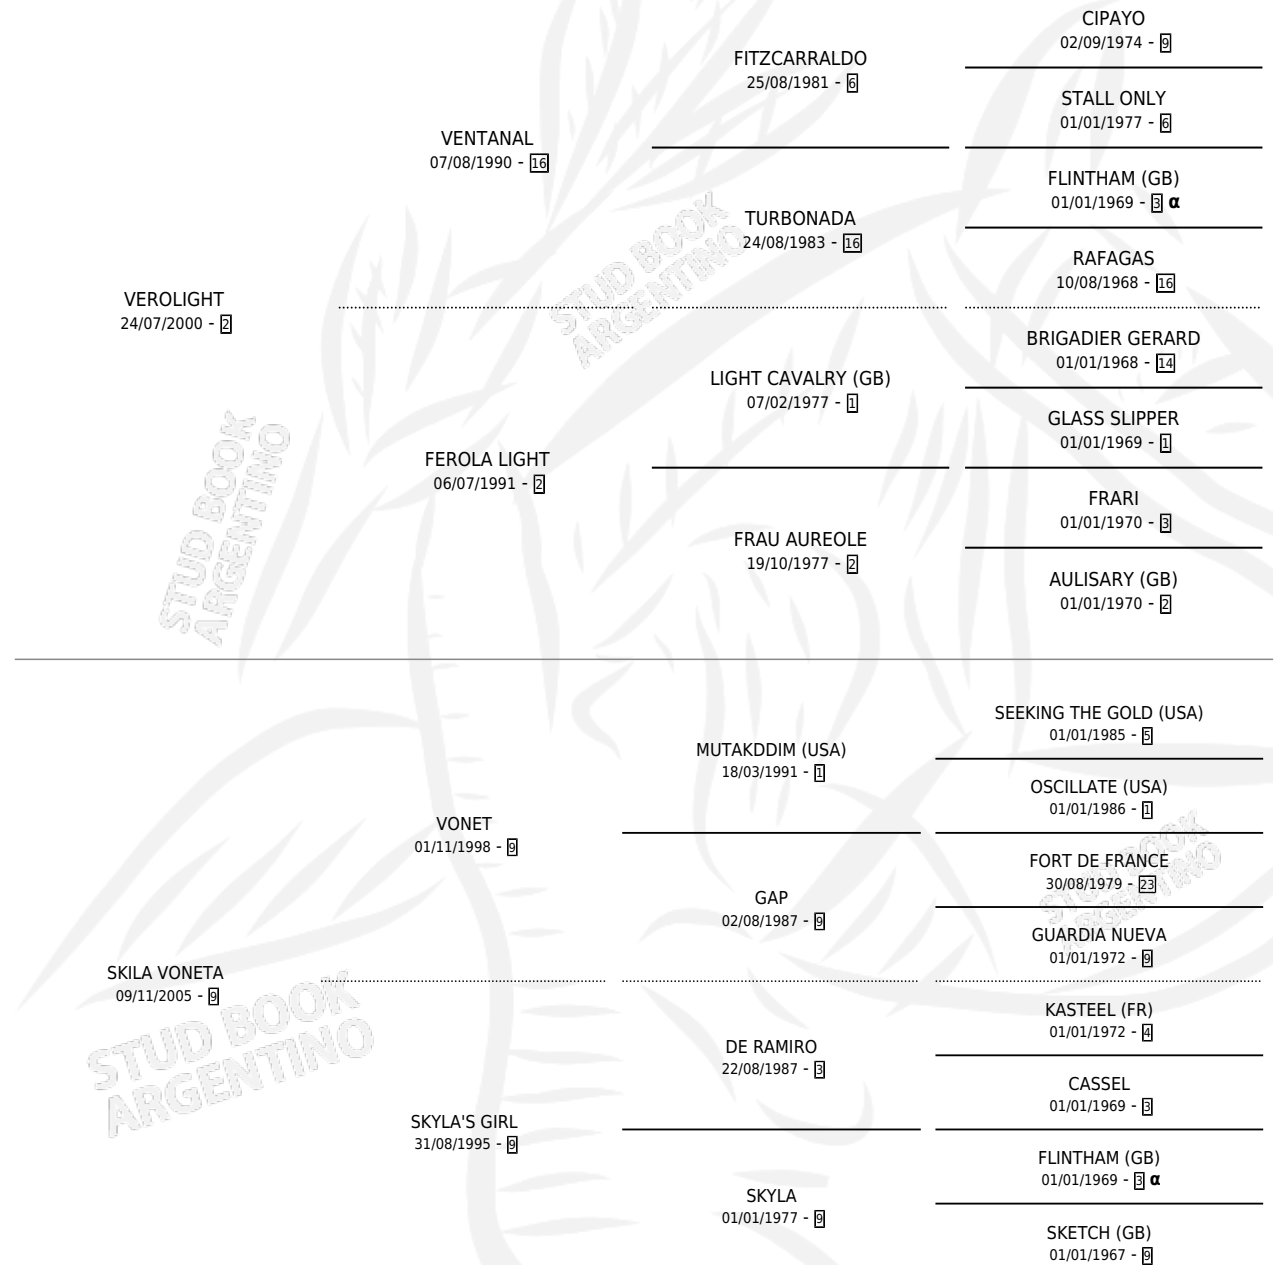 CIPAYO
02/09/1974 - 9
FITZCARRALDO
25/08/1981 - 6
STALL ONLY
01/01/1977 - 6
VENTANAL
07/08/1990 - 16
FLINTHAM (GB)
01/01/1969 - 3 α
TURBONADA
24/08/1983 - 16
RAFAGAS
10/08/1968 - 16
VEROLIGHT
24/07/2000 - 2
BRIGADIER GERARD
01/01/1968 - 14
LIGHT CAVALRY (GB)
07/02/1977 - 1
GLASS SLIPPER
01/01/1969 - 1
FEROLA LIGHT
06/07/1991 - 2
FRARI
01/01/1970 - 3
FRAU AUREOLE
19/10/1977 - 2
AULISARY (GB)
01/01/1970 - 2
STUD BOOK
ARGENTINO
STUD BOOK
ARGENTINO
SEEKING THE GOLD (USA)
01/01/1985 - 5
MUTAKDDIM (USA)
18/03/1991 - 1
OSCILLATE (USA)
01/01/1986 - 1
VONET
01/11/1998 - 9
FORT DE FRANCE
30/08/1979 - 23
GAP
02/08/1987 - 9
GUARDIA NUEVA
01/01/1972 - 9
SKILA VONETA
09/11/2005 - 9
KASTEEL (FR)
01/01/1972 - 4
DE RAMIRO
22/08/1987 - 3
CASSEL
01/01/1969 - 3
SKYLA'S GIRL
31/08/1995 - 9
FLINTHAM (GB)
01/01/1969 - 3 α
SKYLA
01/01/1977 - 9
SKETCH (GB)
01/01/1967 - 9
STUD BOOK
ARGENTINO
STUD BOOK
ARGENTINO